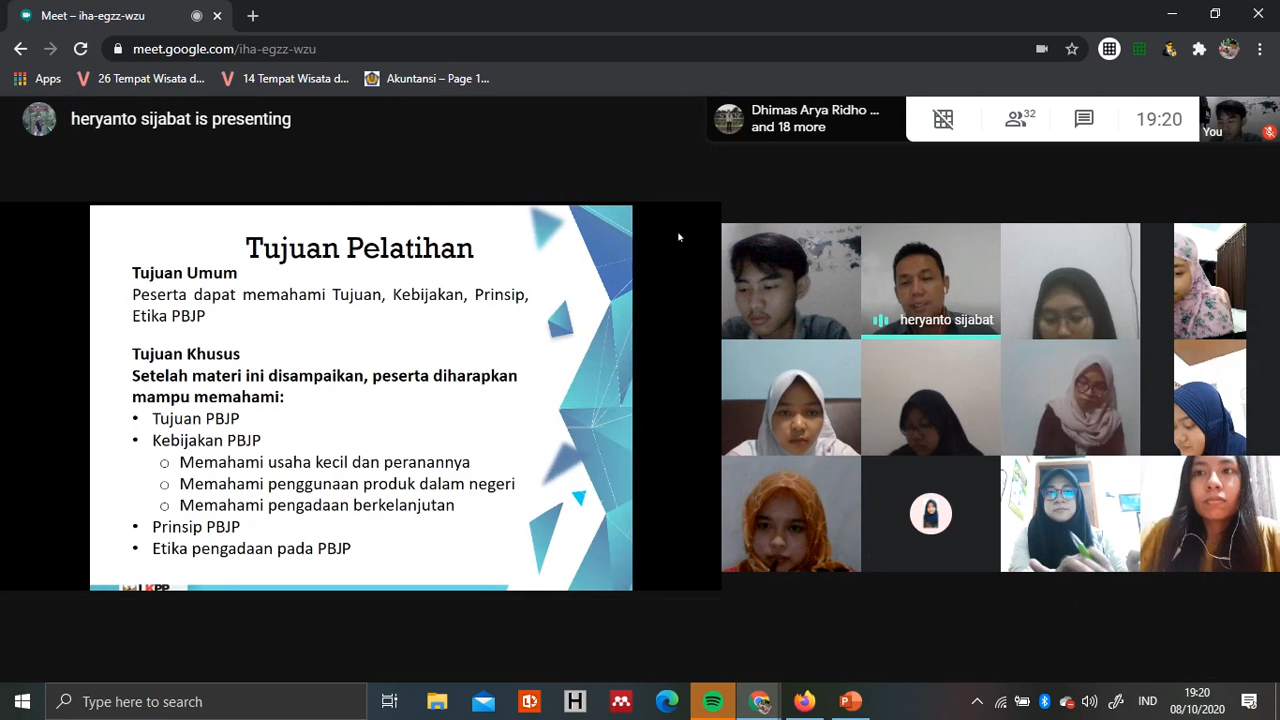 Meet – iha-egzz-wzu
meet.google.com/iha-egzz-wzu
Apps
26 Tempat Wisata d...
14 Tempat Wisata d...
Akuntansi – Page 1...
heryanto sijabat is presenting
Dhimas Arya Ridho ...
and 18 more
32
19:20
You
Tujuan Pelatihan
Tujuan Umum
Peserta dapat memahami Tujuan, Kebijakan, Prinsip,
Etika PBJP
Tujuan Khusus
Setelah materi ini disampaikan, peserta diharapkan
mampu memahami:
• Tujuan PBJP
• Kebijakan PBJP
o Memahami usaha kecil dan peranannya
o Memahami penggunaan produk dalam negeri
o Memahami pengadaan berkelanjutan
• Prinsip PBJP
• Etika pengadaan pada PBJP
LKPP
heryanto sijabat
Type here to search
H
IND
19:20
08/10/2020